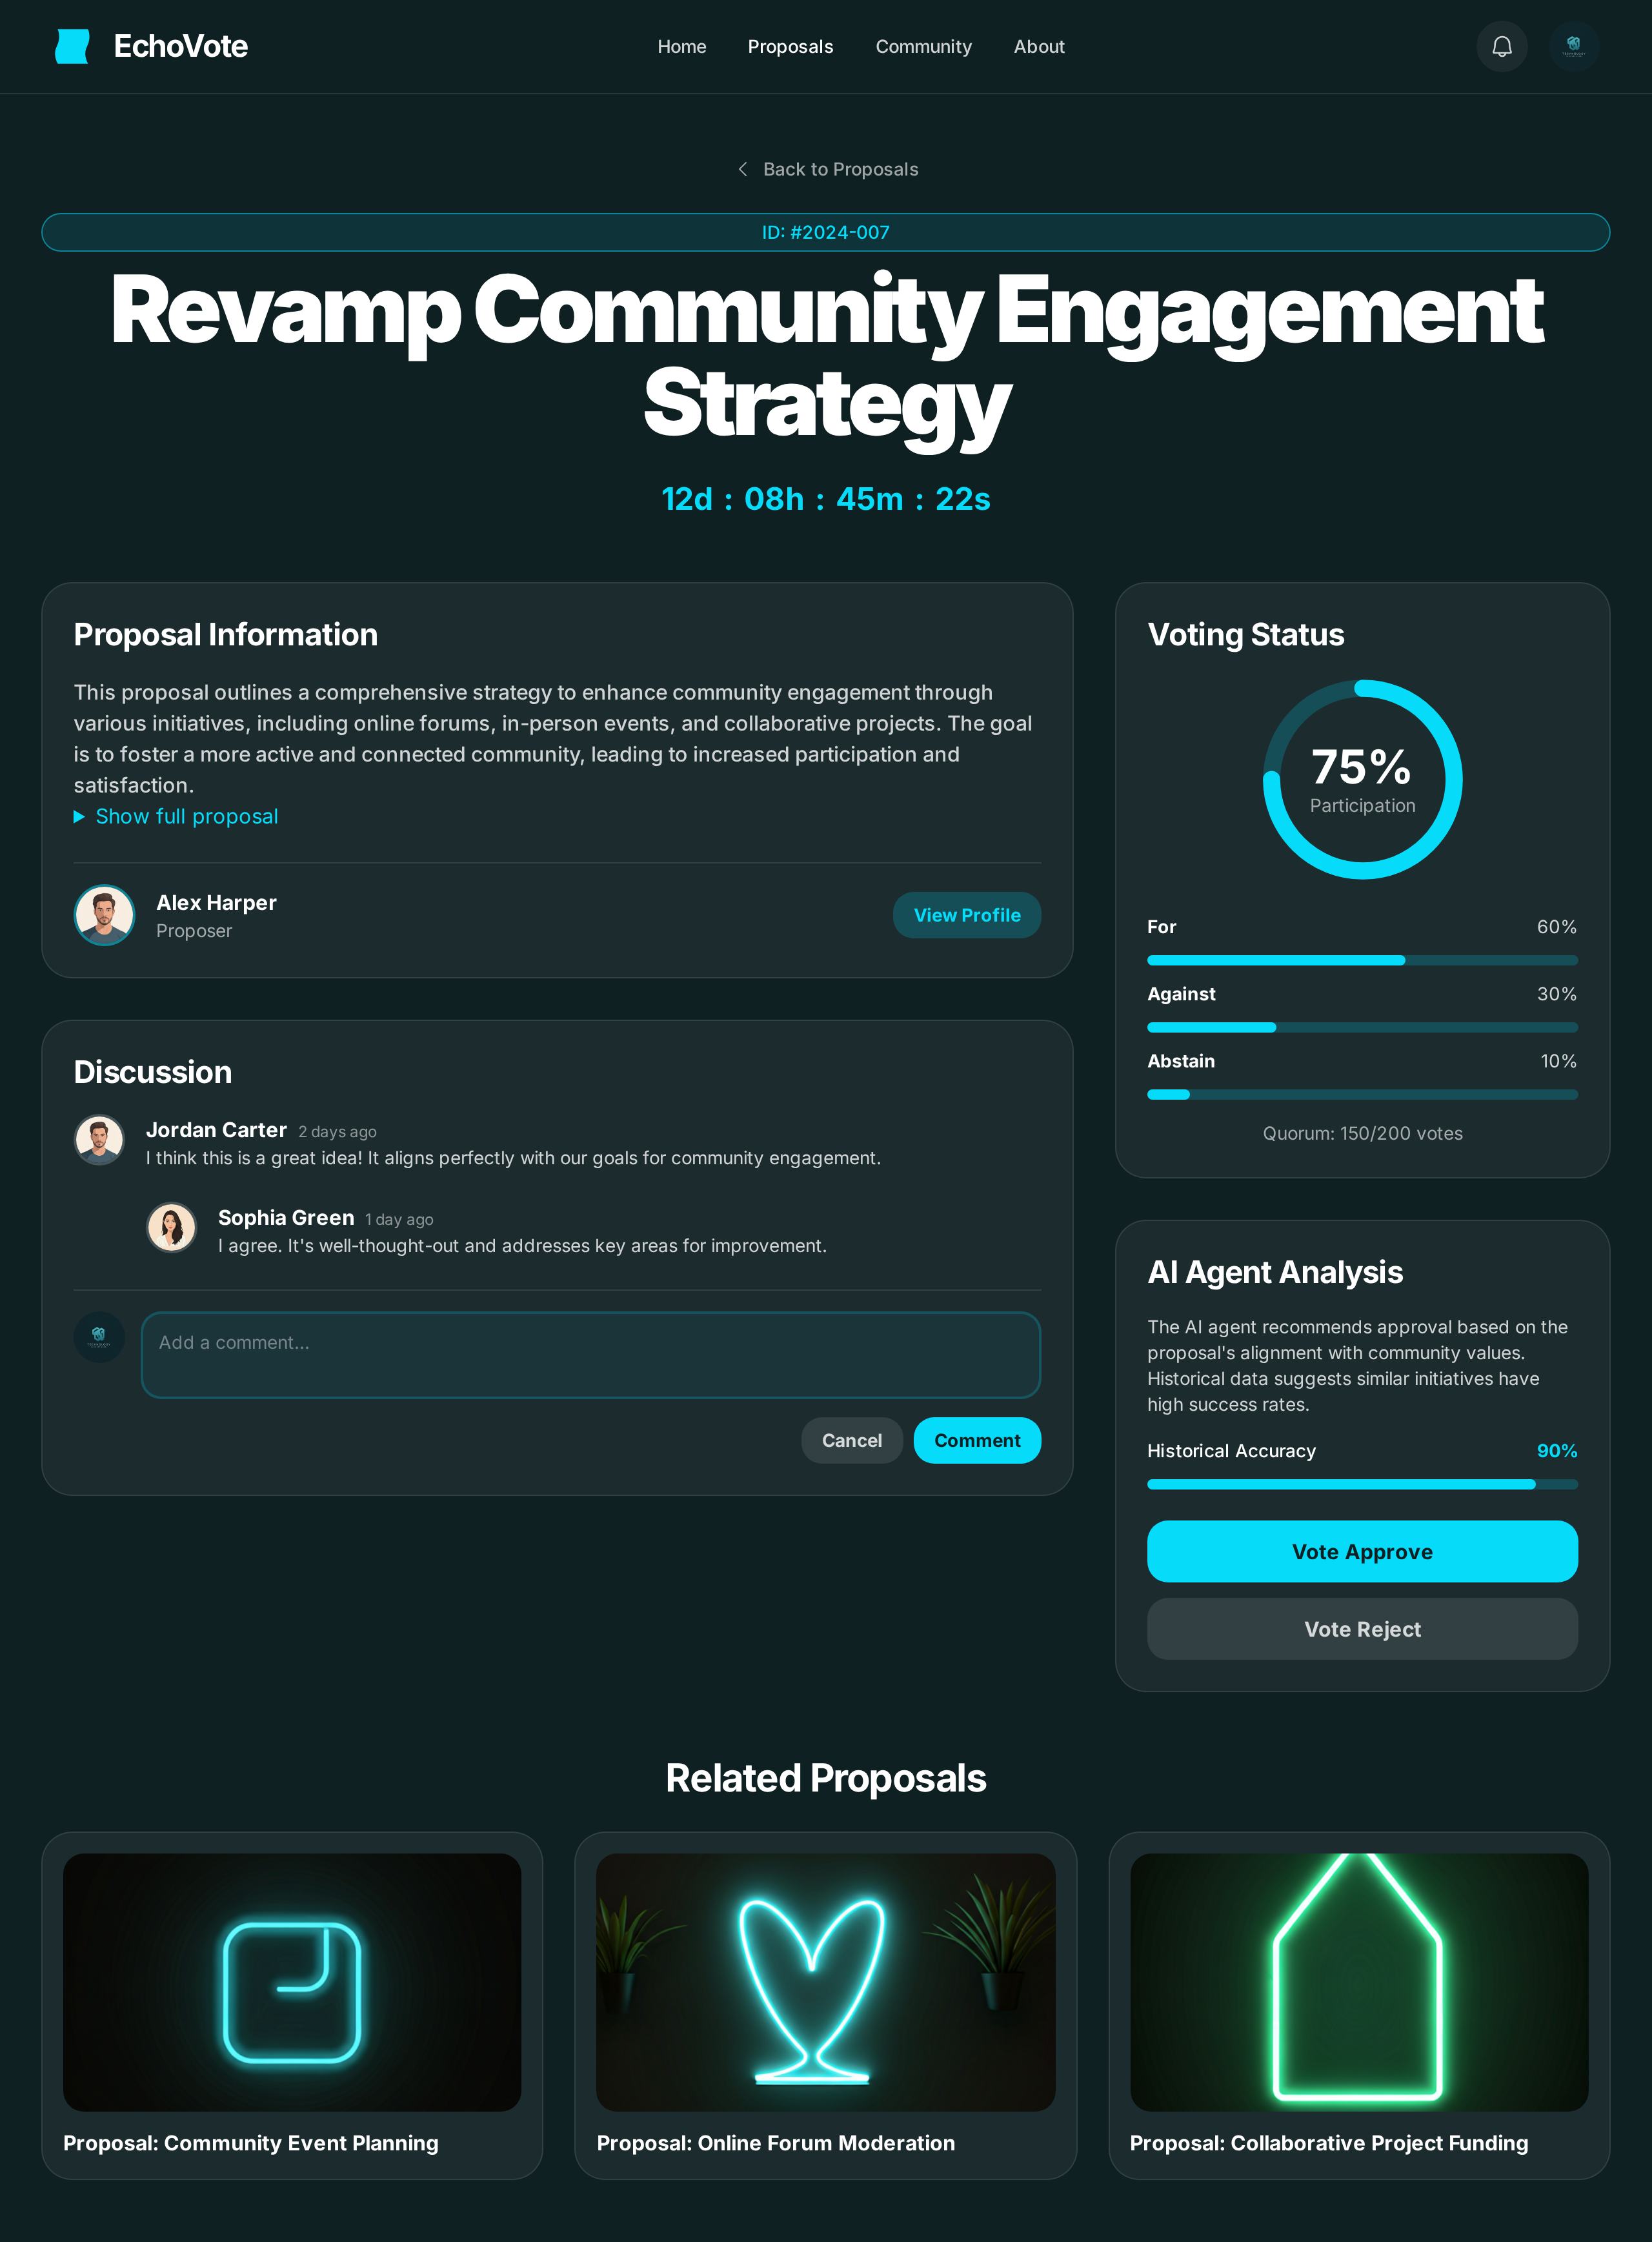 EchoVote
Home
Proposals
Community
About
Back to Proposals
ID: #2024-007
Revamp Community Engagement
Strategy
12d : 08h : 45m : 22s
Proposal Information
This proposal outlines a comprehensive strategy to enhance community engagement through
various initiatives, including online forums, in-person events, and collaborative projects. The goal
is to foster a more active and connected community, leading to increased participation and
satisfaction.
Show full proposal
Alex Harper
Proposer
View Profile
Discussion
Jordan Carter 2 days ago
I think this is a great idea! It aligns perfectly with our goals for community engagement.
Sophia Green 1 day ago
I agree. It's well-thought-out and addresses key areas for improvement.
Add a comment...
Cancel
Comment
Voting Status
75%
Participation
For 60%
Against 30%
Abstain 10%
Quorum: 150/200 votes
AI Agent Analysis
The AI agent recommends approval based on the
proposal's alignment with community values.
Historical data suggests similar initiatives have
high success rates.
Historical Accuracy 90%
Vote Approve
Vote Reject
Related Proposals
Proposal: Community Event Planning
Proposal: Online Forum Moderation
Proposal: Collaborative Project Funding